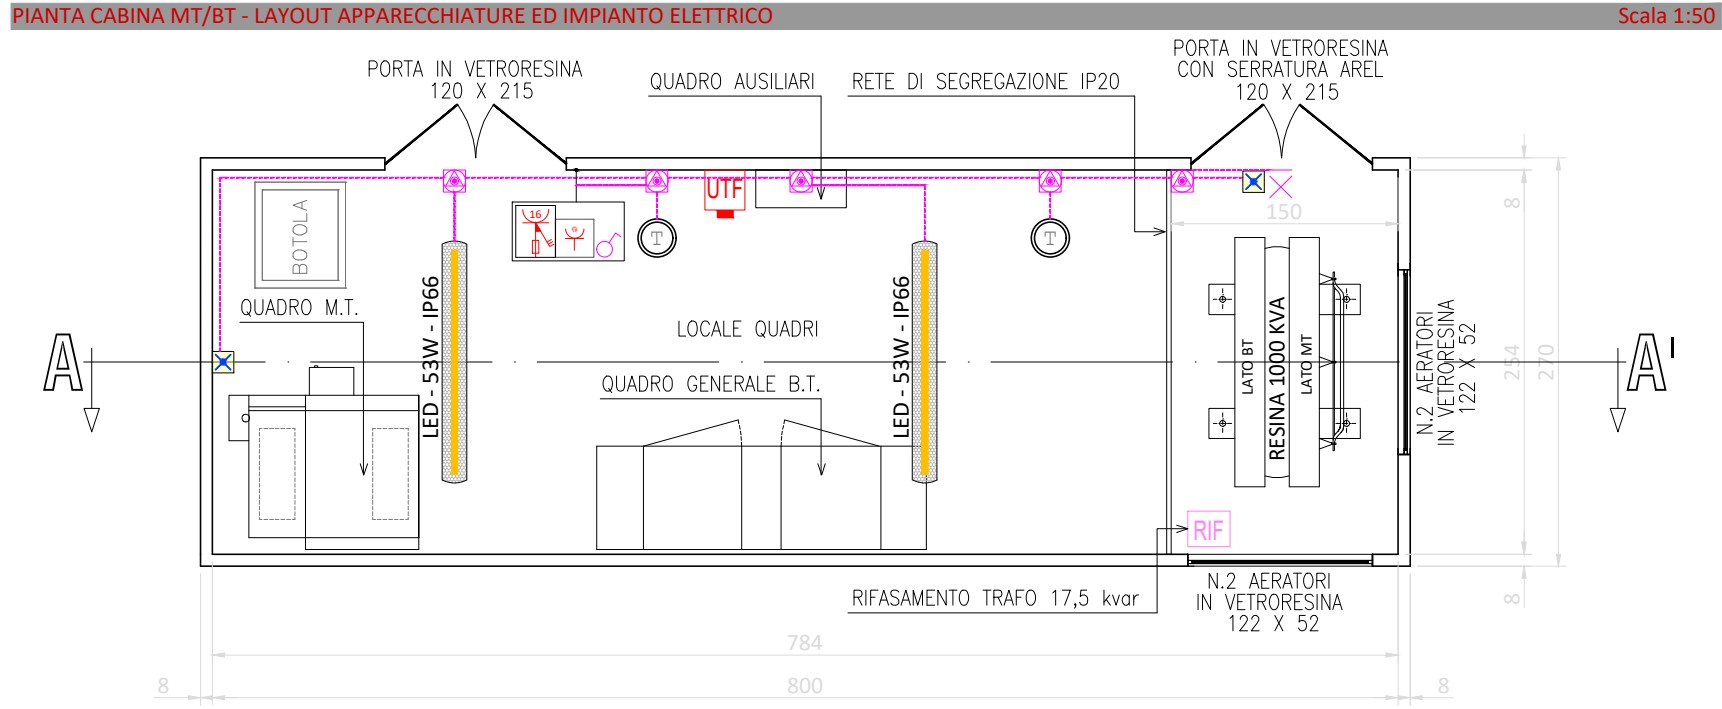 PIANTA CABINA MT/BT - LAYOUT APPARECCHIATURE ED IMPIANTO ELETTRICO
Scala 1:50
PORTA IN VETRORESINA
120 X 215
QUADRO AUSILIARI
RETE DI SEGREGAZIONE IP20
PORTA IN VETRORESINA
CON SERRATURA AREL
120 X 215
BOTOLA
16
UTF
T
T
150
8
QUADRO M.T.
LED - 53W - IP66
LOCALE QUADRI
LED - 53W - IP66
QUADRO GENERALE B.T.
LATO BT
RESINA 1000 KVA
LATO MT
N.2 AERATORI
IN VETRORESINA
122 X 52
254
270
A
A'
RIF
RIFASAMENTO TRAFO 17,5 kvar
N.2 AERATORI
IN VETRORESINA
122 X 52
8
784
8
800
8